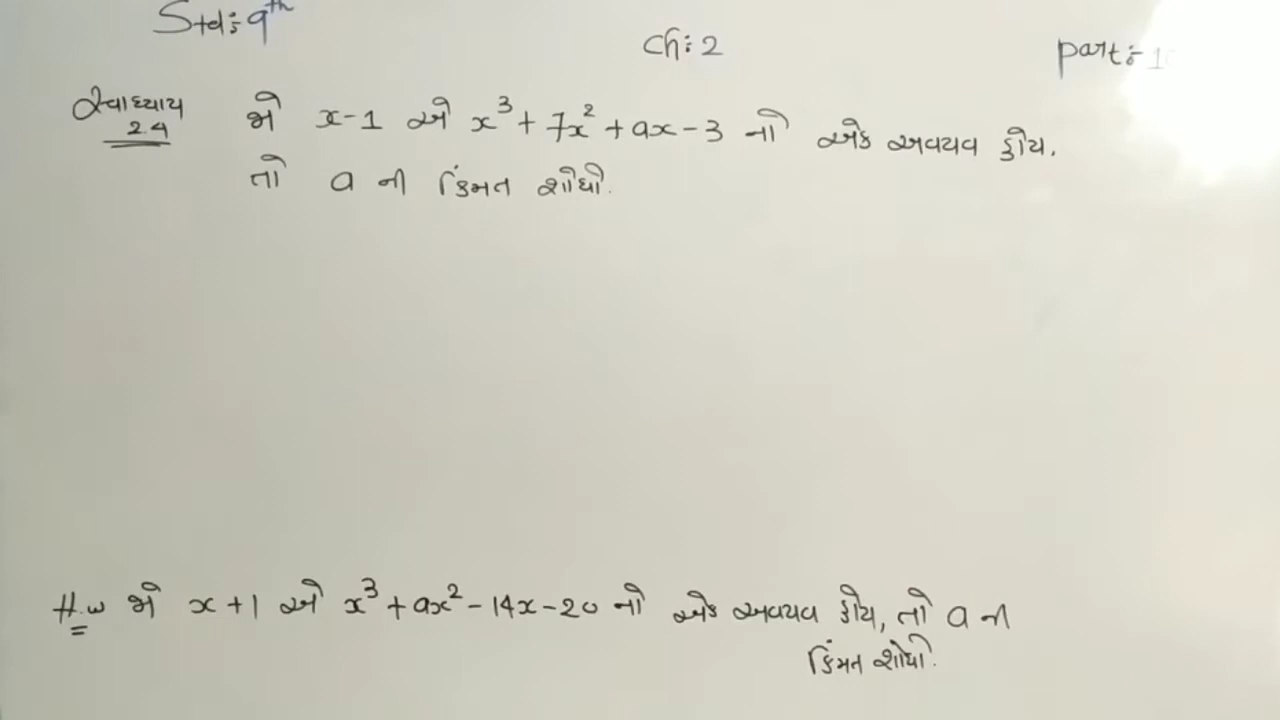 Std:- 9th
Ch:- 2
part:- 1
સ્વાધ્યાય
2.4
જો x-1 એ x³ + 7x² + ax - 3 નો એક અવયવ હોય.
તો a ની કિંમત શોધો.
H.w જો x+1 એ x³ + ax² - 14x - 20 નો એક અવયવ હોય, તો a ની
કિંમત શોધો.